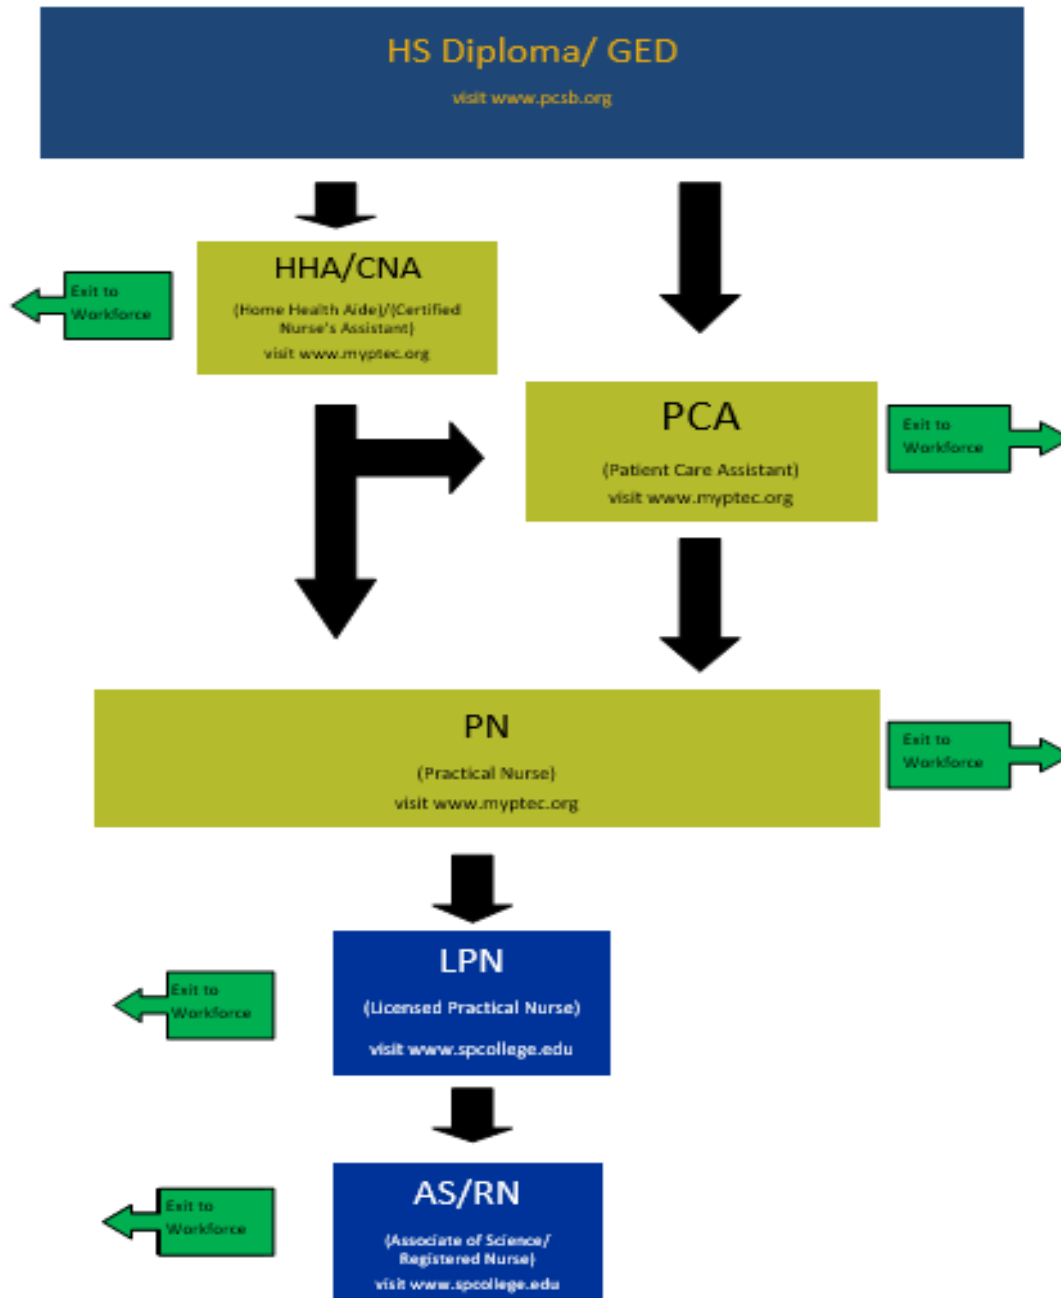 HS Diploma/ GED
visit www.pcsb.org
HHA/CNA
(Home Health Aide)/(Certified
Nurse's Assistant)
visit www.myptec.org
Exit to
Workforce
PCA
(Patient Care Assistant)
visit www.myptec.org
Exit to
Workforce
PN
(Practical Nurse)
visit www.myptec.org
Exit to
Workforce
LPN
(Licensed Practical Nurse)
visit www.spcollege.edu
Exit to
Workforce
AS/RN
(Associate of Science/
Registered Nurse)
visit www.spcollege.edu
Exit to
Workforce